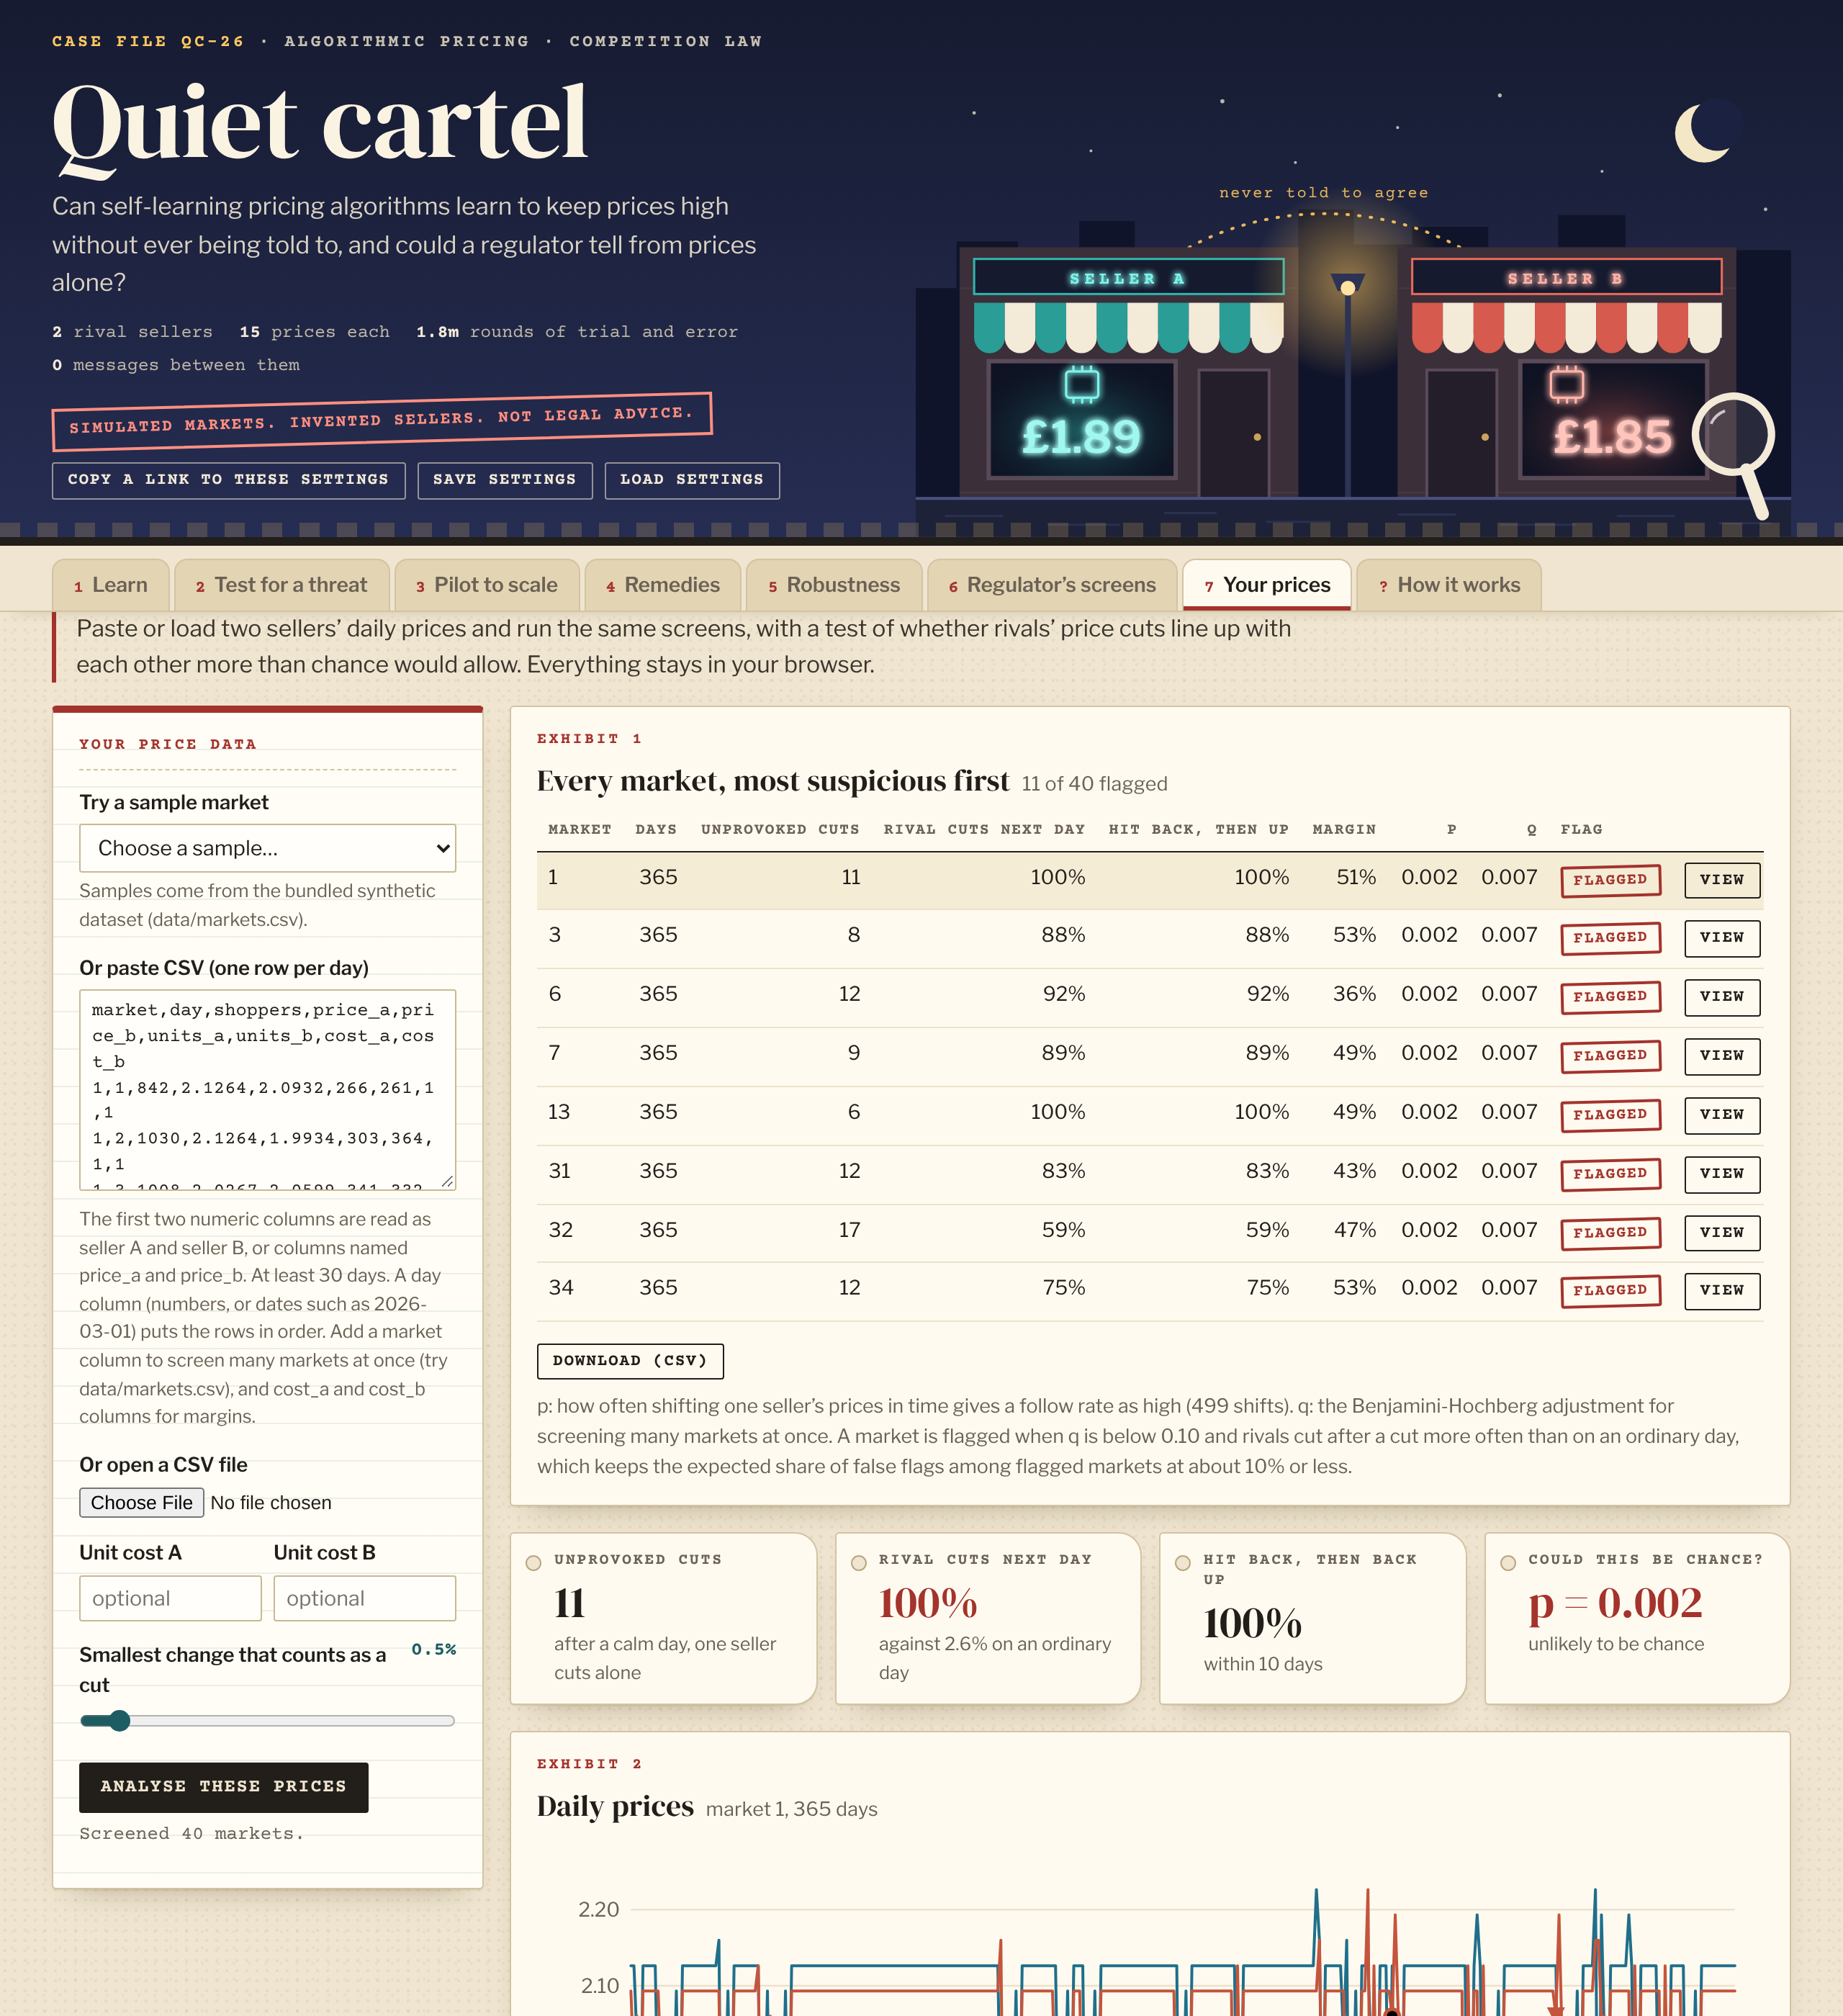 CASE FILE QC-26 · ALGORITHMIC PRICING · COMPETITION LAW
Quiet cartel
Can self-learning pricing algorithms learn to keep prices high
without ever being told to, and could a regulator tell from prices
alone?
2 rival sellers 15 prices each 1.8m rounds of trial and error
0 messages between them
SIMULATED MARKETS. INVENTED SELLERS. NOT LEGAL ADVICE.
COPY A LINK TO THESE SETTINGS SAVE SETTINGS LOAD SETTINGS
never told to agree
SELLER A SELLER B
£1.89 £1.85
1 Learn 2 Test for a threat 3 Pilot to scale 4 Remedies 5 Robustness 6 Regulator’s screens 7 Your prices ? How it works
Paste or load two sellers’ daily prices and run the same screens, with a test of whether rivals’ price cuts line up with
each other more than chance would allow. Everything stays in your browser.
YOUR PRICE DATA
Try a sample market
Choose a sample...
Samples come from the bundled synthetic
dataset (data/markets.csv).
Or paste CSV (one row per day)
market,day,shoppers,price_a,pri
ce_b,units_a,units_b,cost_a,cos
t_b
1,1,842,2.1264,2.0932,266,261,1
,1
1,2,1030,2.1264,1.9934,303,364,
1,1
The first two numeric columns are read as
seller A and seller B, or columns named
price_a and price_b. At least 30 days. A day
column (numbers, or dates such as 2026-
03-01) puts the rows in order. Add a market
column to screen many markets at once (try
data/markets.csv), and cost_a and cost_b
columns for margins.
Or open a CSV file
Choose File No file chosen
Unit cost A Unit cost B
optional optional
Smallest change that counts as a 0.5%
cut
ANALYSE THESE PRICES
Screened 40 markets.
EXHIBIT 1
Every market, most suspicious first 11 of 40 flagged
MARKET DAYS UNPROVOKED CUTS RIVAL CUTS NEXT DAY HIT BACK, THEN UP MARGIN P Q FLAG
1 365 11 100% 100% 51% 0.002 0.007 FLAGGED VIEW
3 365 8 88% 88% 53% 0.002 0.007 FLAGGED VIEW
6 365 12 92% 92% 36% 0.002 0.007 FLAGGED VIEW
7 365 9 89% 89% 49% 0.002 0.007 FLAGGED VIEW
13 365 6 100% 100% 49% 0.002 0.007 FLAGGED VIEW
31 365 12 83% 83% 43% 0.002 0.007 FLAGGED VIEW
32 365 17 59% 59% 47% 0.002 0.007 FLAGGED VIEW
34 365 12 75% 75% 53% 0.002 0.007 FLAGGED VIEW
DOWNLOAD (CSV)
p: how often shifting one seller’s prices in time gives a follow rate as high (499 shifts). q: the Benjamini-Hochberg adjustment for
screening many markets at once. A market is flagged when q is below 0.10 and rivals cut after a cut more often than on an ordinary day,
which keeps the expected share of false flags among flagged markets at about 10% or less.
UNPROVOKED CUTS
11
after a calm day, one seller
cuts alone
RIVAL CUTS NEXT DAY
100%
against 2.6% on an ordinary
day
HIT BACK, THEN BACK
UP
100%
within 10 days
COULD THIS BE CHANCE?
p = 0.002
unlikely to be chance
EXHIBIT 2
Daily prices market 1, 365 days
2.20
2.10